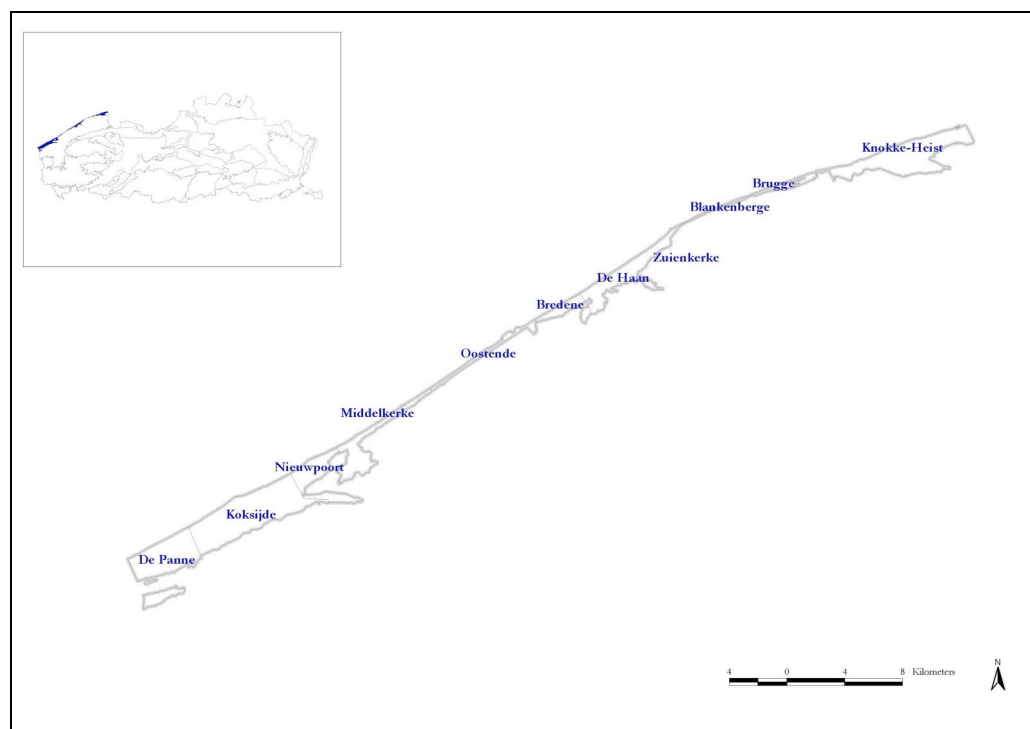 Knokke-Heist
Brugge
Blankenberge
Zuienkerke
De Haan
Bredene
Oostende
Middelkerke
Nieuwpoort
Koksijde
De Panne
4 0 4 8 Kilometers
N